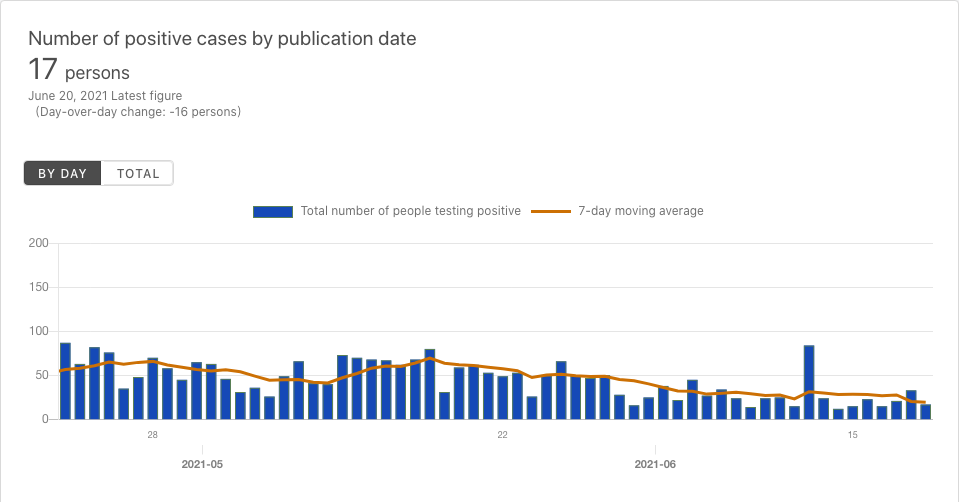 Number of positive cases by publication date
17 persons
June 20, 2021 Latest figure
(Day-over-day change: -16 persons)
BY DAY TOTAL
Total number of people testing positive 7-day moving average
200
150
100
50
0
28 22 15
2021-05 2021-06